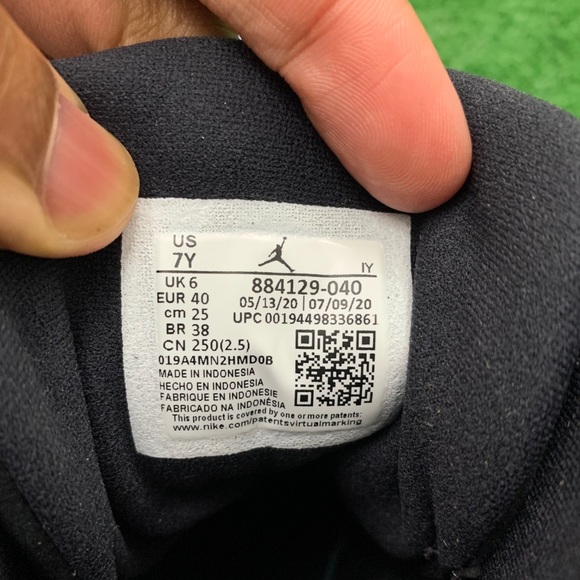 US
7Y
IY
UK 6
884129-040
EUR 40
05/13/20 07/09/20
cm 25
UPC 00194498336861
BR 38
CN 250(2.5)
019A4MN2HMD0B
MADE IN INDONESIA
HECHO EN INDONESIA
FABRIQUE EN INDONESIE
FABRICADO NA INDONÉSIA
This product is covered by one or more patents:
www.nike.com/patentsvirtualmarking